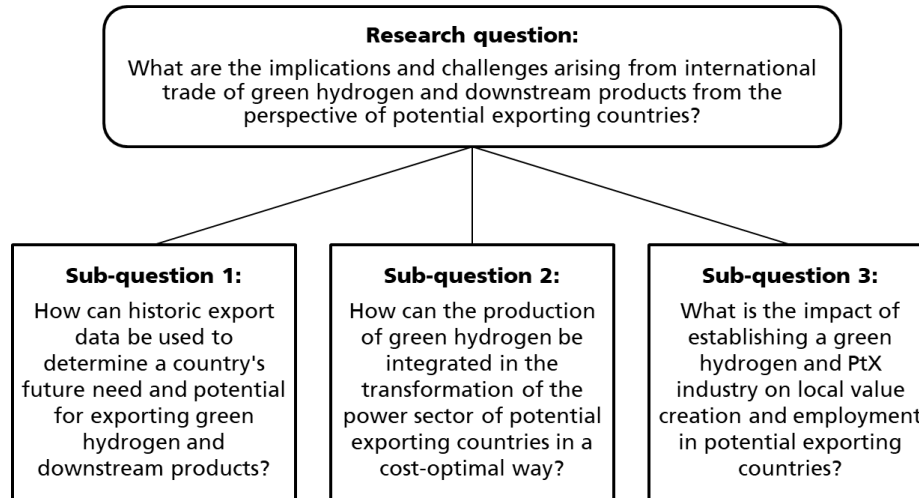 Research question:
What are the implications and challenges arising from international
trade of green hydrogen and downstream products from the
perspective of potential exporting countries?
Sub-question 1:
How can historic export
data be used to
determine a country's
future need and potential
for exporting green
hydrogen and
downstream products?
Sub-question 2:
How can the production
of green hydrogen be
integrated in the
transformation of the
power sector of potential
exporting countries in a
cost-optimal way?
Sub-question 3:
What is the impact of
establishing a green
hydrogen and PtX
industry on local value
creation and employment
in potential exporting
countries?